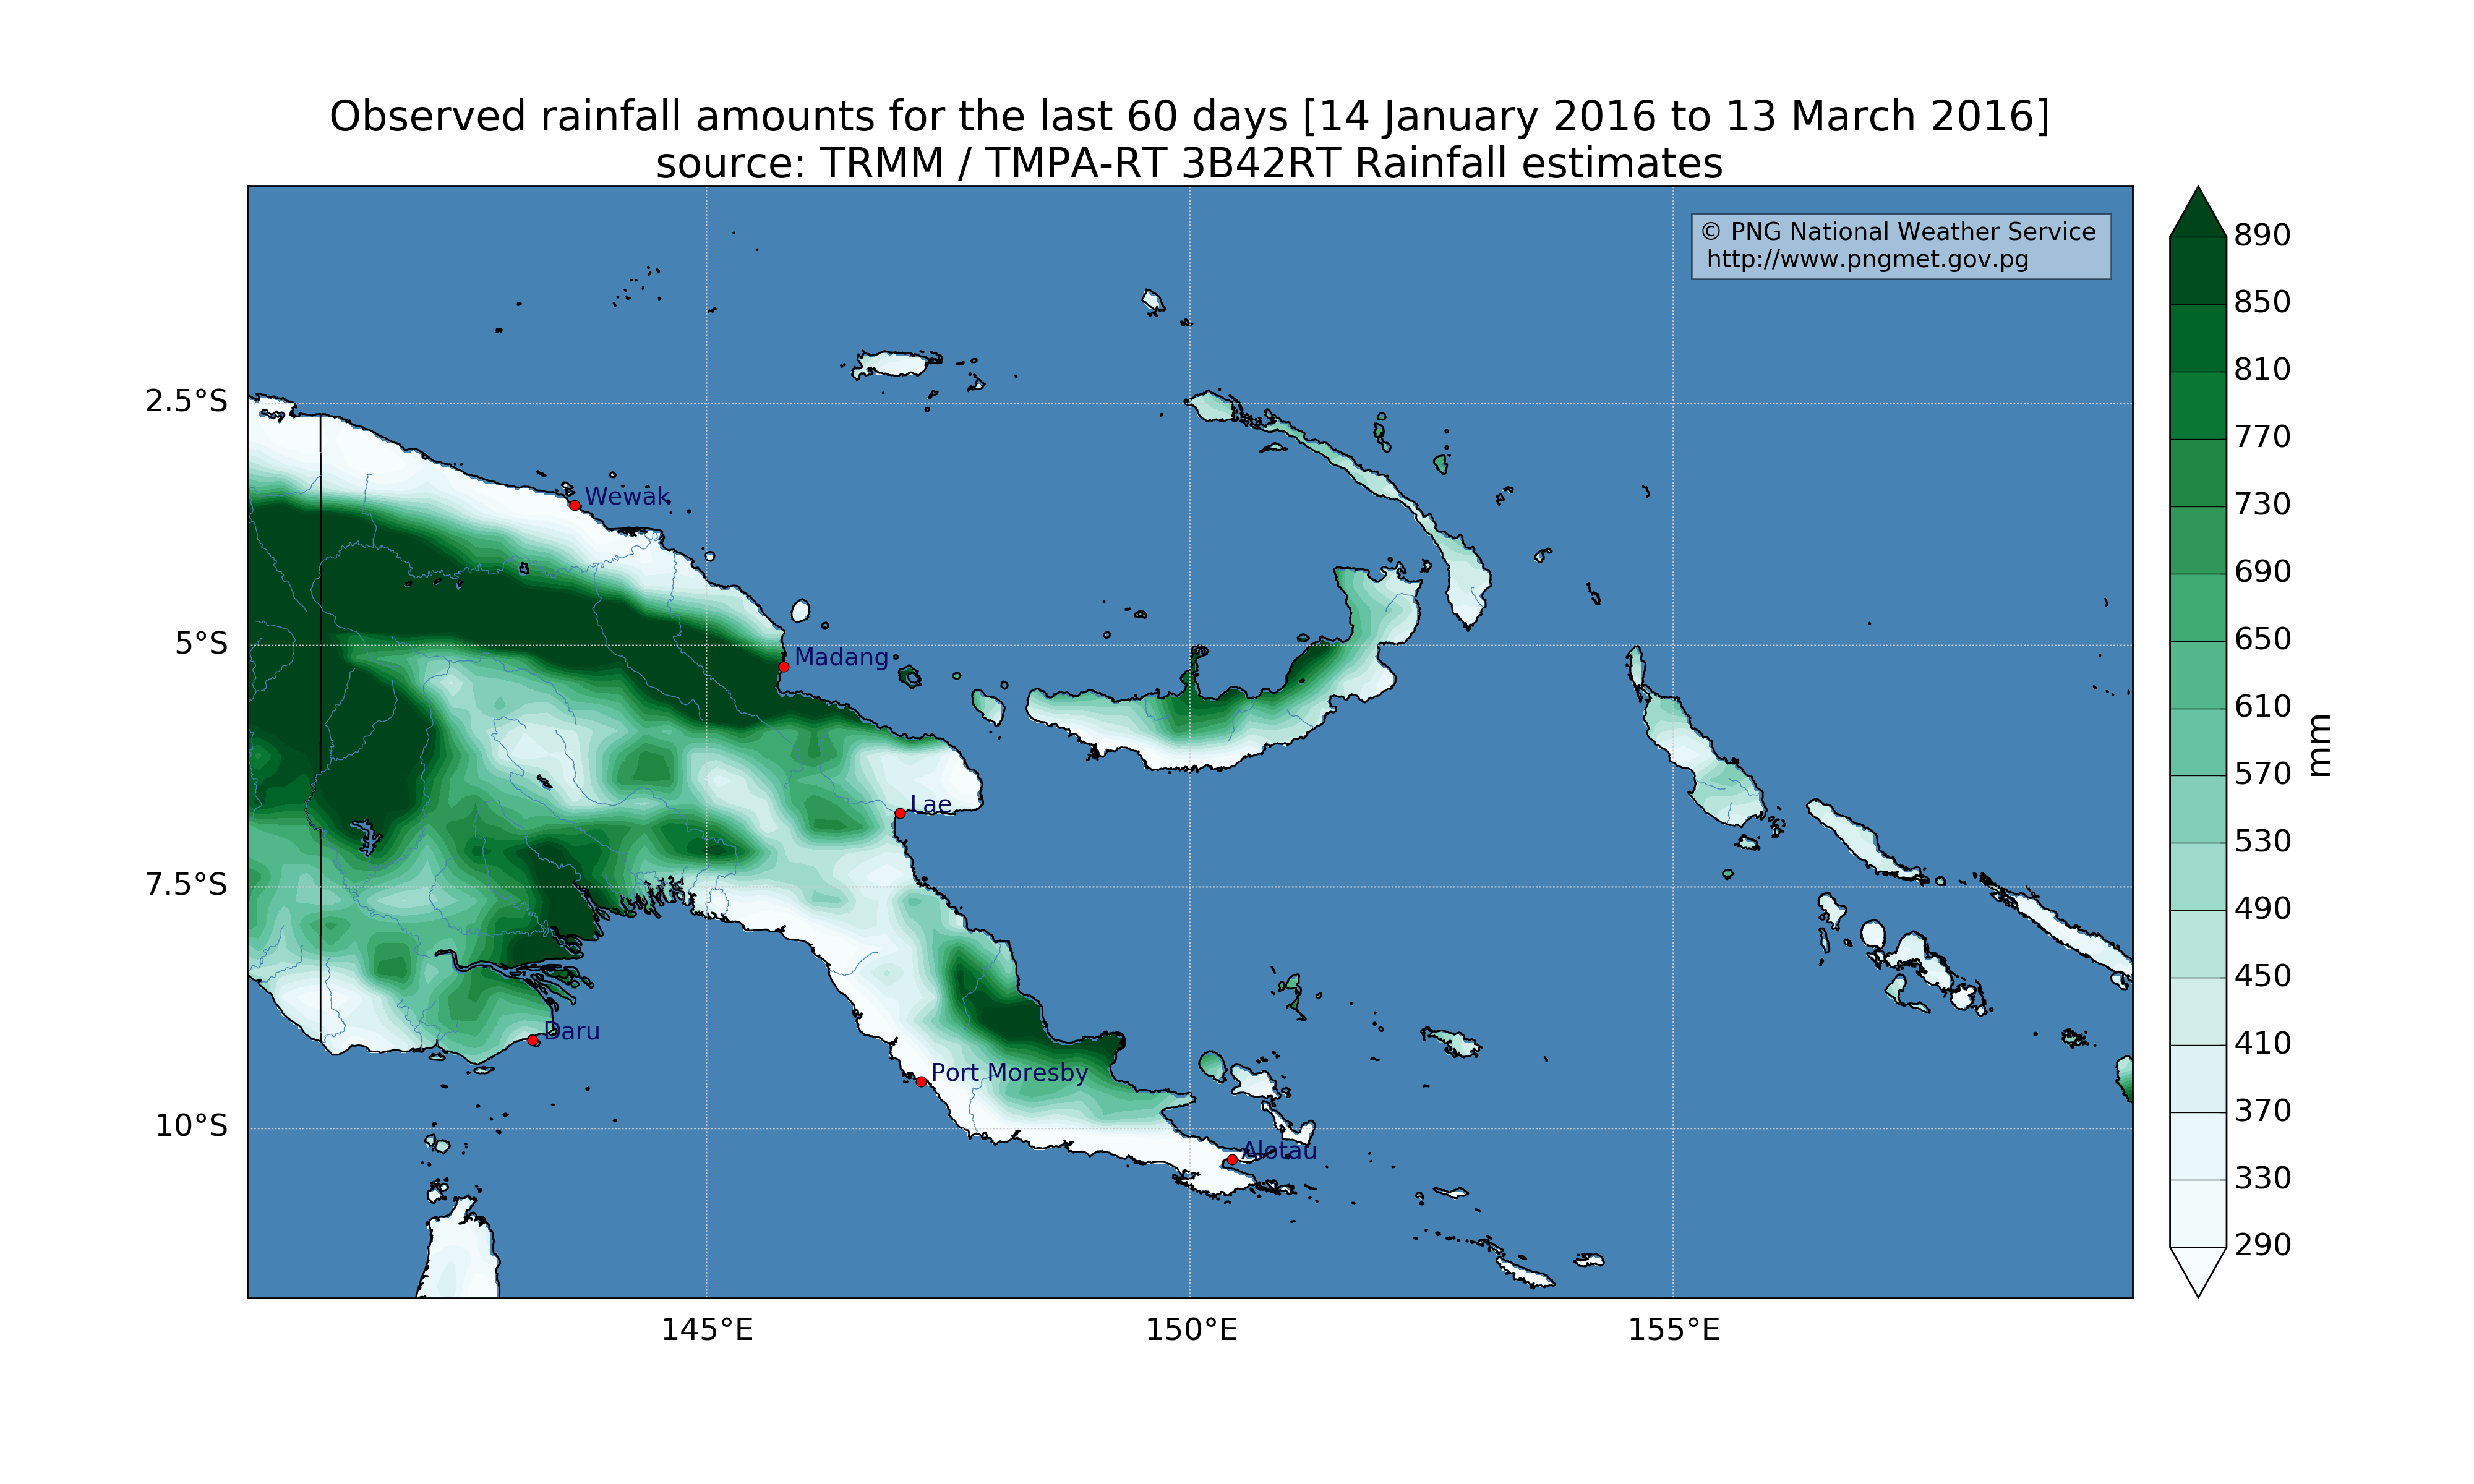 Observed rainfall amounts for the last 60 days [14 January 2016 to 13 March 2016]
source: TRMM / TMPA-RT 3B42RT Rainfall estimates
© PNG National Weather Service
http://www.pngmet.gov.pg
890
850
810
770
730
690
650
610
570
530
490
450
410
370
330
290
mm
2.5°S
5°S
7.5°S
10°S
Wewak
Madang
Lae
Daru
Port Moresby
Alotau
145°E
150°E
155°E